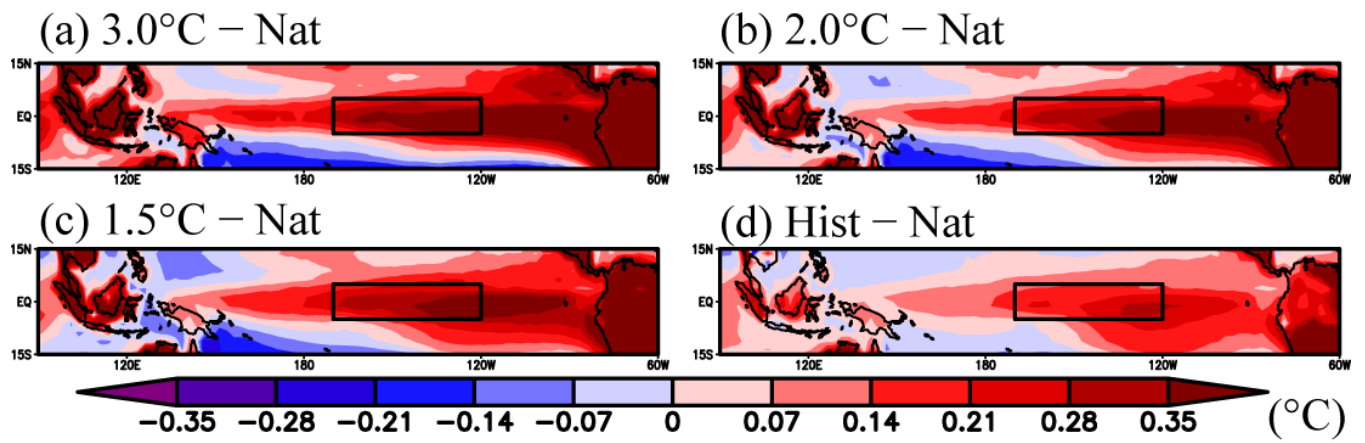 (a) 3.0°C − Nat
(b) 2.0°C − Nat
15N
EQ
15S
120E
180
120W
60W
15N
EQ
15S
120E
180
120W
60W
(c) 1.5°C − Nat
(d) Hist − Nat
15N
EQ
15S
120E
180
120W
60W
15N
EQ
15S
120E
180
120W
60W
−0.35 −0.28 −0.21 −0.14 −0.07 0 0.07 0.14 0.21 0.28 0.35 (°C)